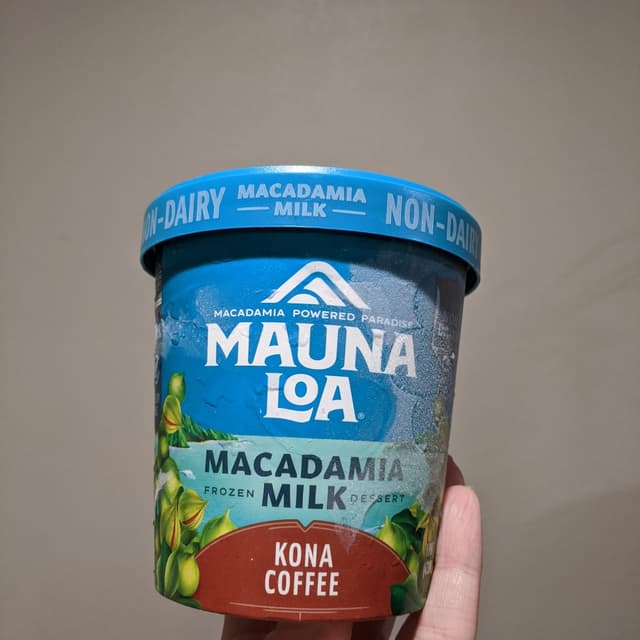 NON-DAIRY
MACADAMIA
MILK
NON-DAIRY
MACADAMIA POWERED PARADISE
MAUNA
LOA
MACADAMIA
FROZEN MILK DESSERT
KONA
COFFEE